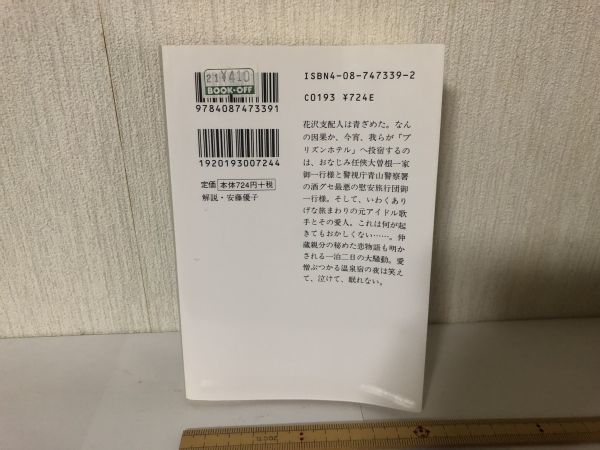 21 ¥410
BOOK-OFF
9784087473391
1920193007244
定価 本体724円+税
解説・安藤優子
ISBN4-08-747339-2
C0193 ¥724E
花沢支配人は青ざめた。なん
の因果か、今宵、我らが「プ
リズンホテル」へ投宿するの
は、おなじみ任俠大曽根一家
御一行様と警視庁青山警察署
の酒グセ最悪の慰安旅行団御
一行様。そして、いわくあり
げな旅まわりの元アイドル歌
手とその愛人。これは何が起
きてもおかしくない……。仲
蔵親分の秘めた恋物語も明か
される一泊二日の大騒動。愛
憎ぶつかる温泉宿の夜は笑え
て、泣けて、眠れない。